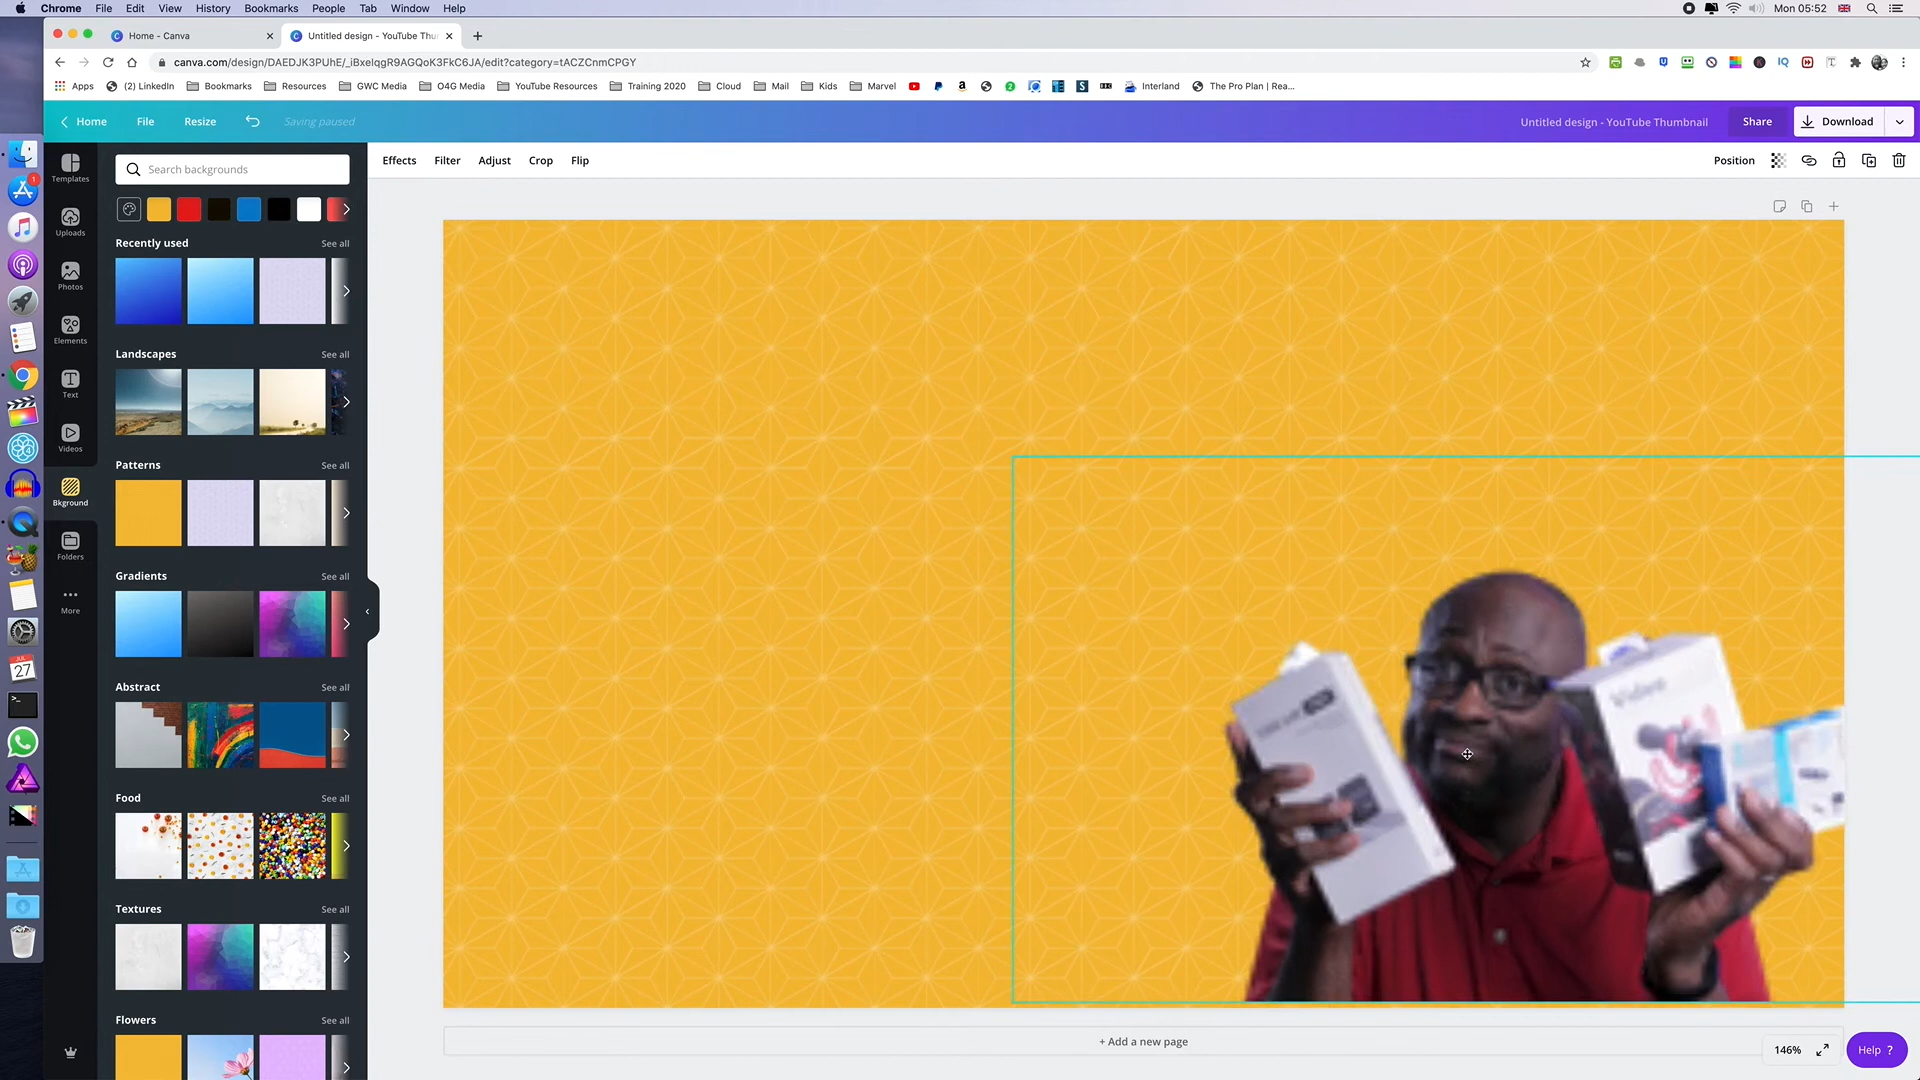 Chrome File Edit View History Bookmarks People Tab Window Help Mon 05:52
Home - Canva
Untitled design - YouTube Thu
canva.com/design/DAEDJK3PUhE/_iBxeIqgR9AGQoK3FkC6JA/edit?category=tACZCnmCPGY
Apps (2) LinkedIn Bookmarks Resources GWC Media O4G Media YouTube Resources Training 2020 Cloud Mail Kids Marvel Interland The Pro Plan | Rea...
Home File Resize Saving paused Untitled design - YouTube Thumbnail Share Download
Effects Filter Adjust Crop Flip Position
Templates
Uploads
Photos
Elements
Text
Videos
Bkground
Folders
More
Search backgrounds
Recently used See all
Landscapes See all
Patterns See all
Gradients See all
Abstract See all
Food See all
Textures See all
Flowers See all
Video
+ Add a new page
146%
Help ?
JUL
27
1